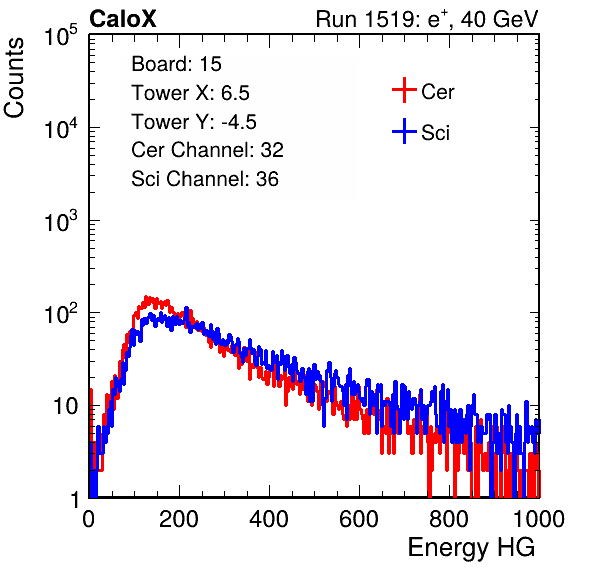 CaloX Run 1519: e⁺, 40 GeV
Counts
Board: 15
Tower X: 6.5
Tower Y: -4.5
Cer Channel: 32
Sci Channel: 36
Cer
Sci
10⁵
10⁴
10³
10²
10
1
0 200 400 600 800 1000
Energy HG